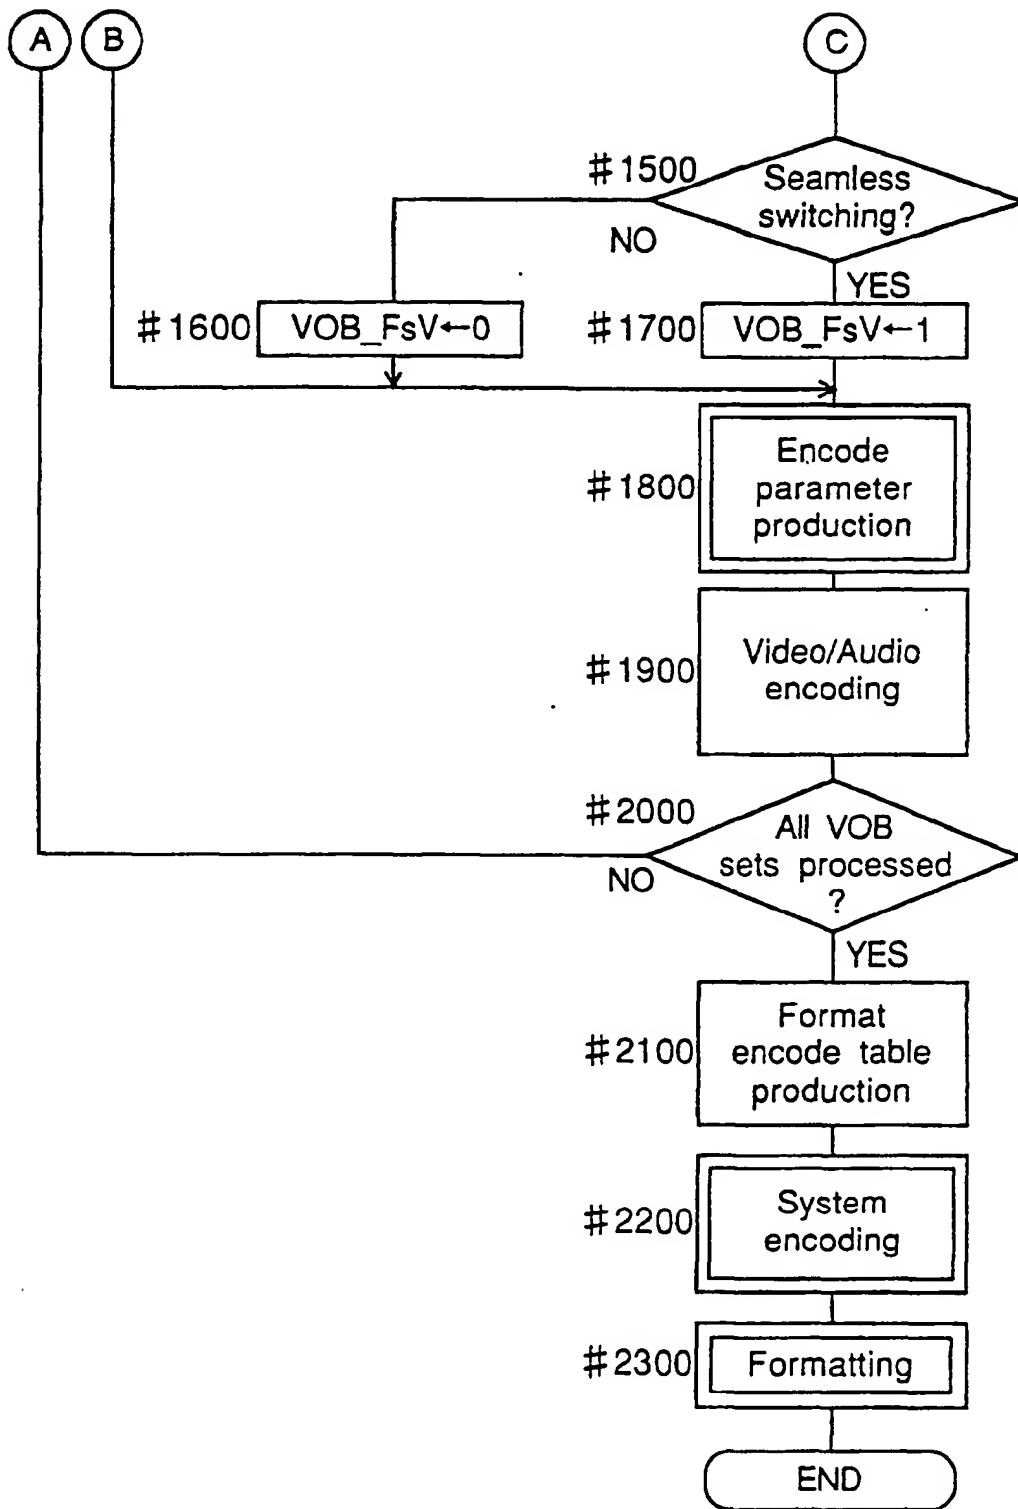 A B C
#1500 Seamless
switching?
NO
YES
#1600 VOB_FsV←0 #1700 VOB_FsV←1
#1800
Encode
parameter
production
#1900
Video/Audio
encoding
#2000
All VOB
sets processed
?
NO
YES
#2100
Format
encode table
production
#2200
System
encoding
#2300 Formatting
END